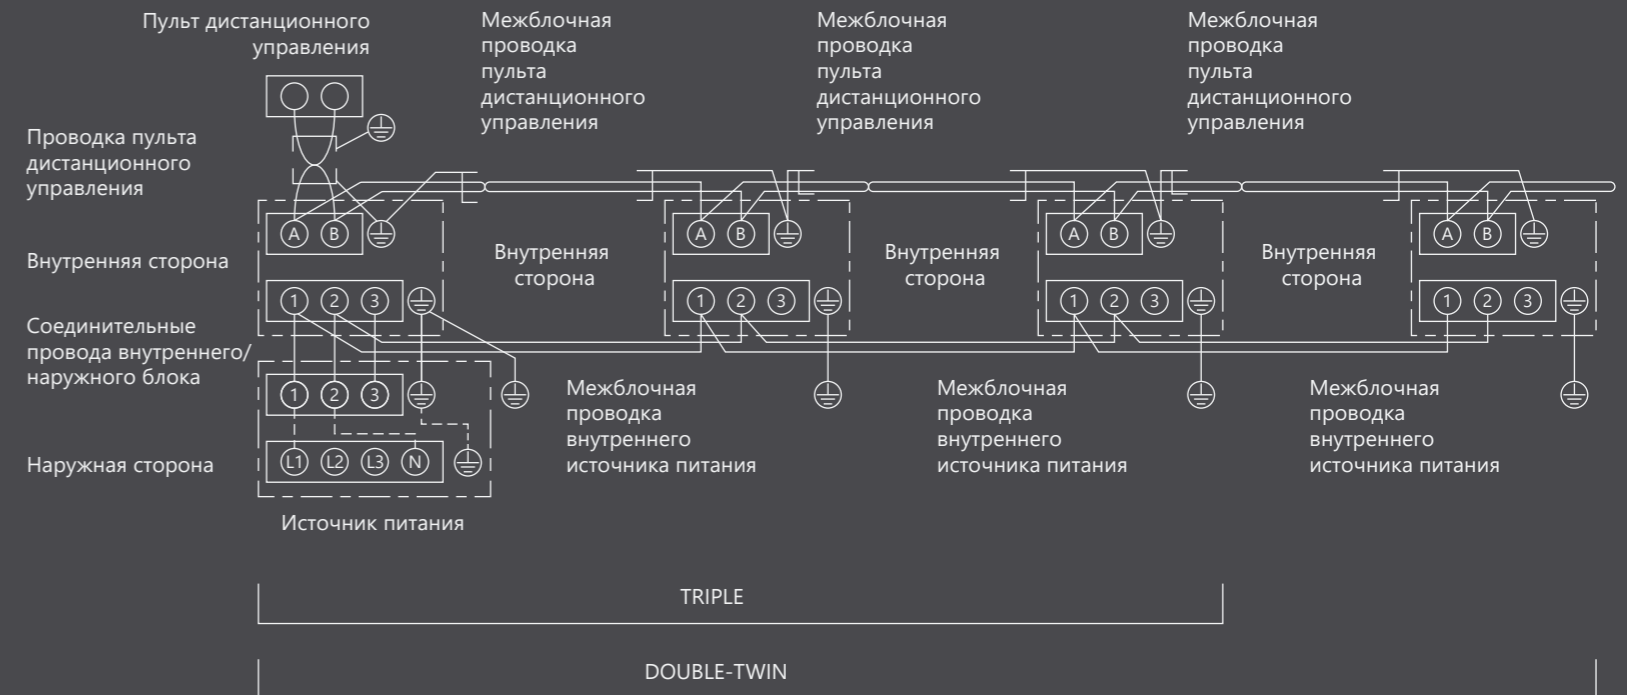 Пульт дистанционного
управления
Межблочная
проводка
пульта
дистанционного
управления
Межблочная
проводка
пульта
дистанционного
управления
Межблочная
проводка
пульта
дистанционного
управления
Проводка пульта
дистанционного
управления
A B
A B
A B
A B
Внутренняя сторона
Внутренняя
сторона
Внутренняя
сторона
Внутренняя
сторона
1 2 3
1 2 3
1 2 3
1 2 3
Соединительные
провода внутреннего/
наружного блока
1 2 3
Межблочная
проводка
внутреннего
источника питания
Межблочная
проводка
внутреннего
источника питания
Межблочная
проводка
внутреннего
источника питания
Наружная сторона
L1 L2 L3 N
Источник питания
TRIPLE
DOUBLE-TWIN